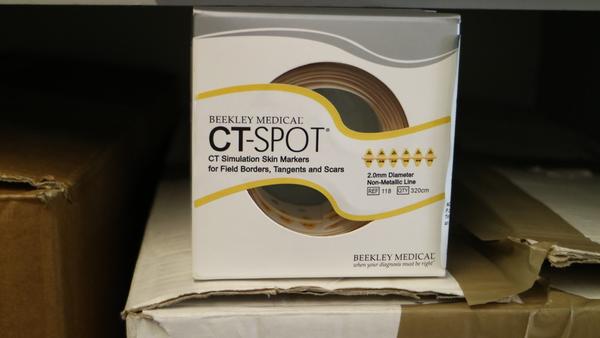 BEEKLEY MEDICAL®
CT-SPOT®
CT Simulation Skin Markers
for Field Borders, Tangents and Scars
2.0mm Diameter
Non-Metallic Line
REF 118 QTY 320cm
BEEKLEY MEDICAL®
when your diagnosis must be right®